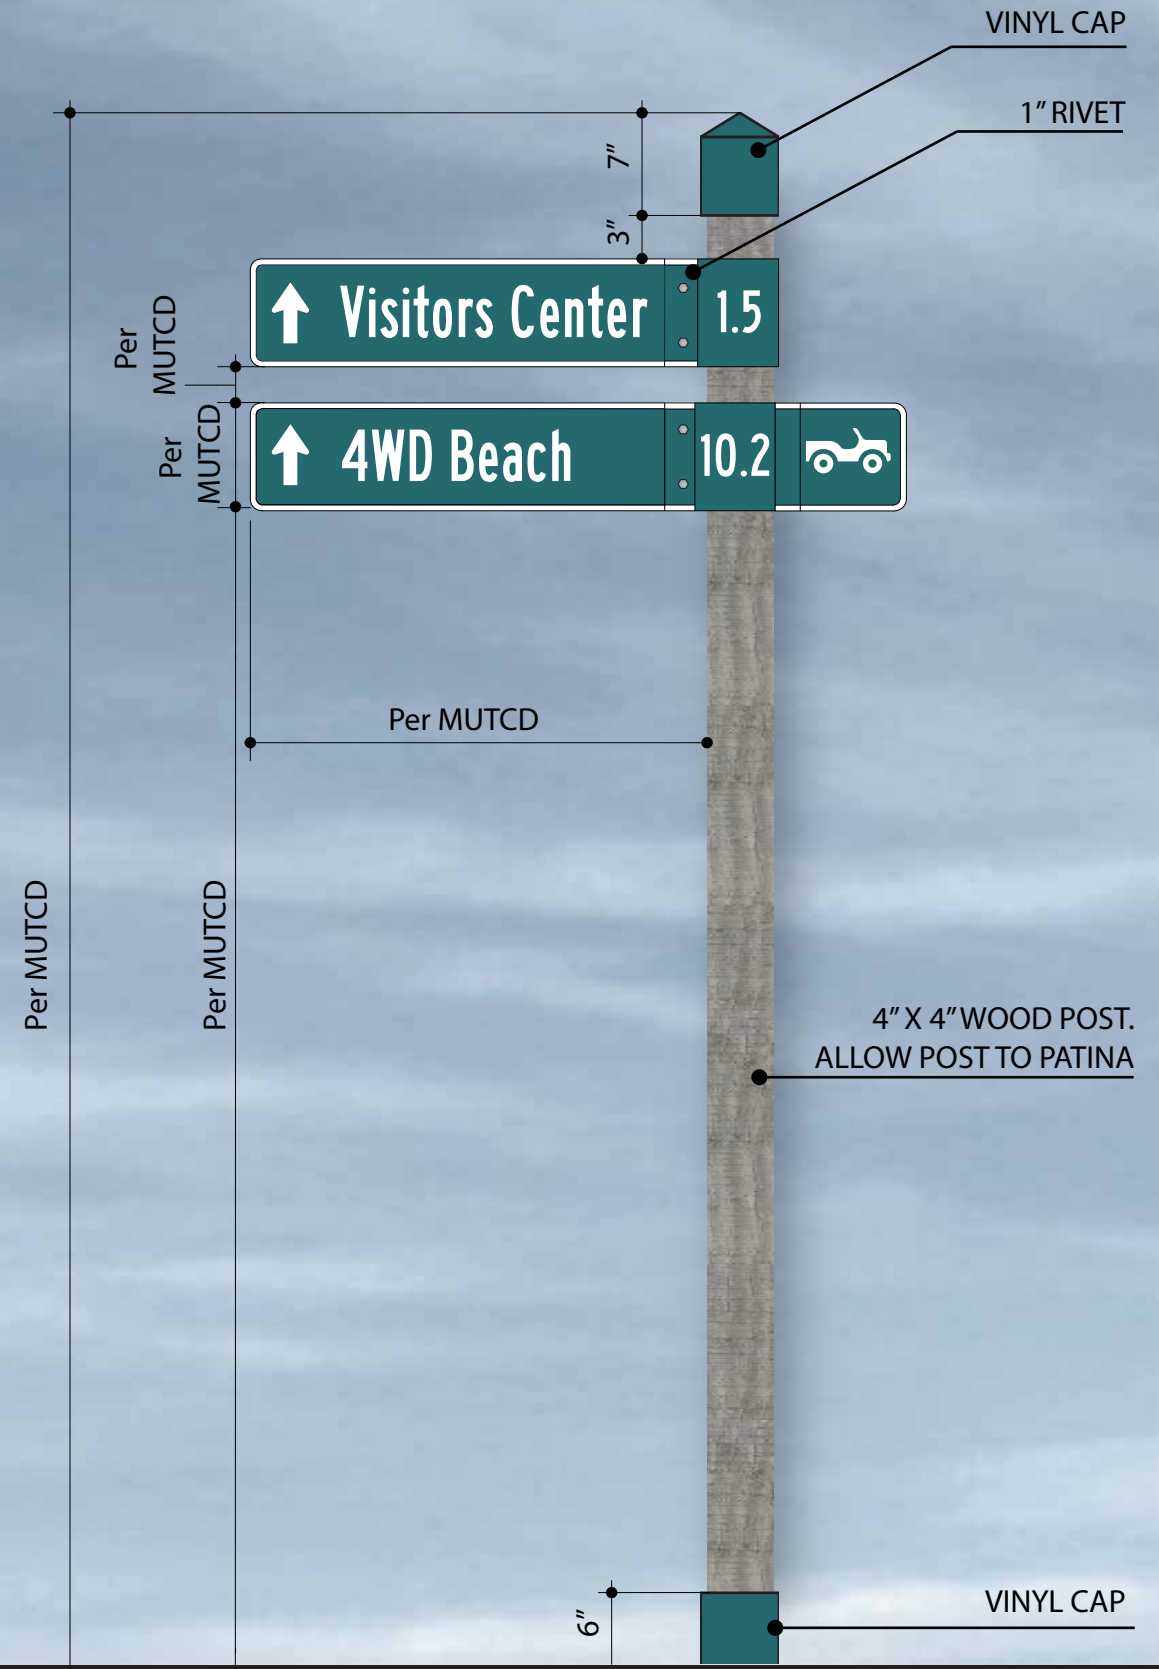 VINYL CAP
1” RIVET
7”
3”
Visitors Center
1.5
Per
MUTCD
Per
MUTCD
4WD Beach
10.2
Per MUTCD
Per MUTCD
Per MUTCD
4” X 4” WOOD POST.
ALLOW POST TO PATINA
6”
VINYL CAP